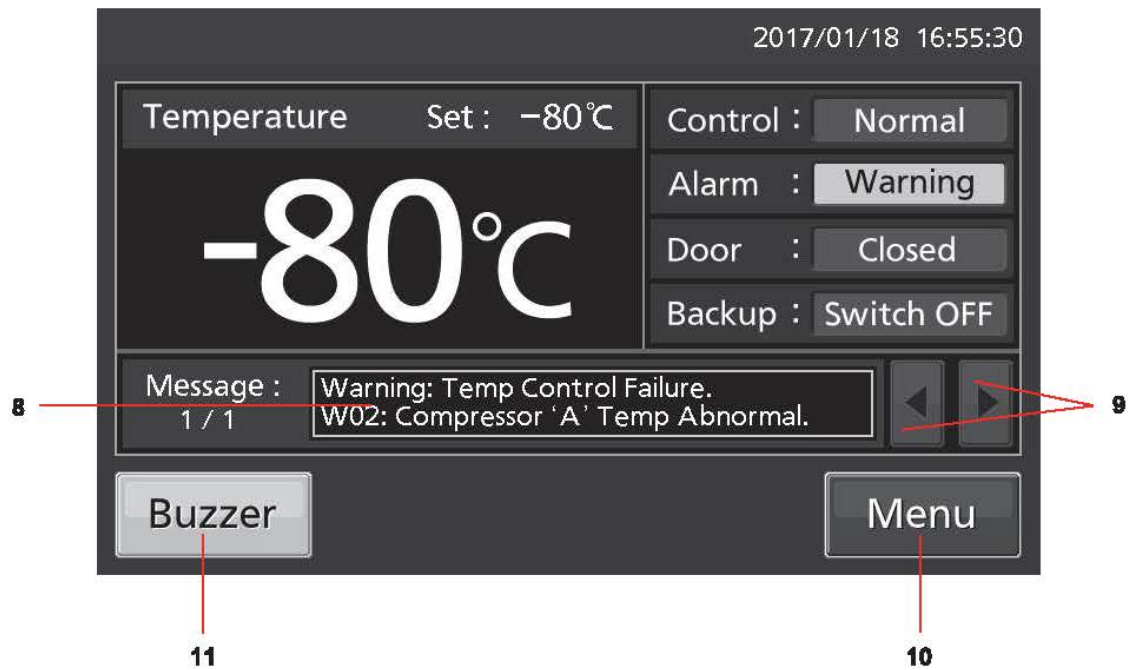 2017/01/18 16:55:30
Temperature Set : −80℃
-80℃
Control : Normal
Alarm : Warning
Door : Closed
Backup : Switch OFF
Message :
1 / 1
Warning: Temp Control Failure.
W02: Compressor ‘A’ Temp Abnormal.
8
9
Buzzer
Menu
11
10